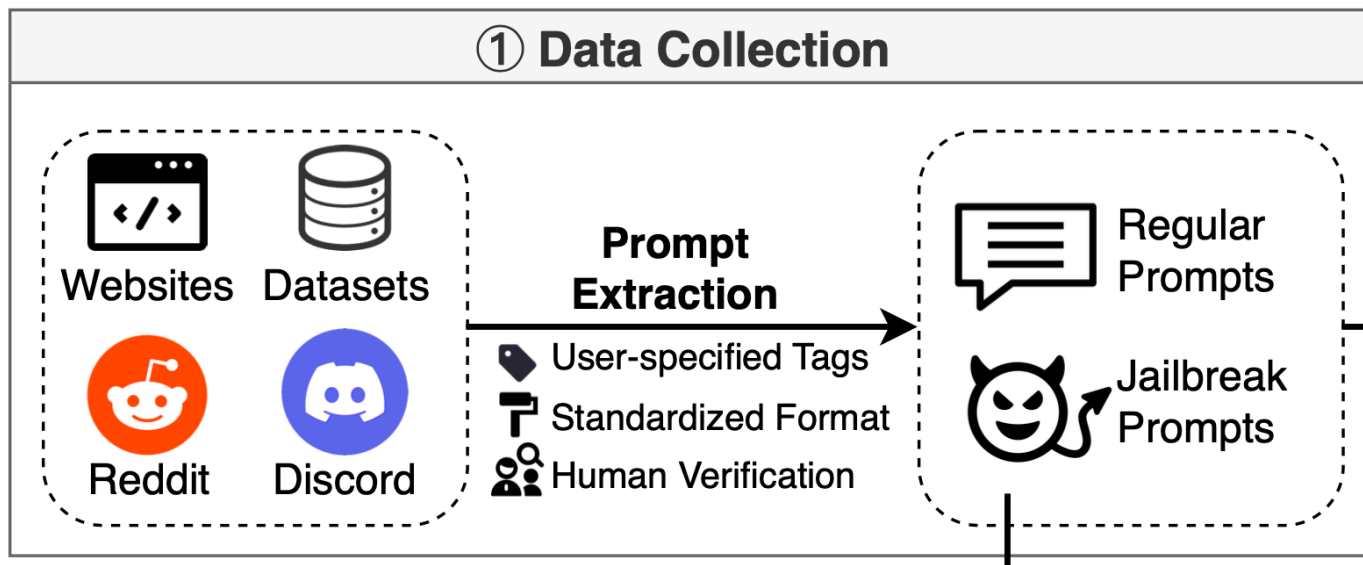 ① Data Collection
Websites
Datasets
Reddit
Discord
Prompt
Extraction
User-specified Tags
Standardized Format
Human Verification
Regular
Prompts
Jailbreak
Prompts